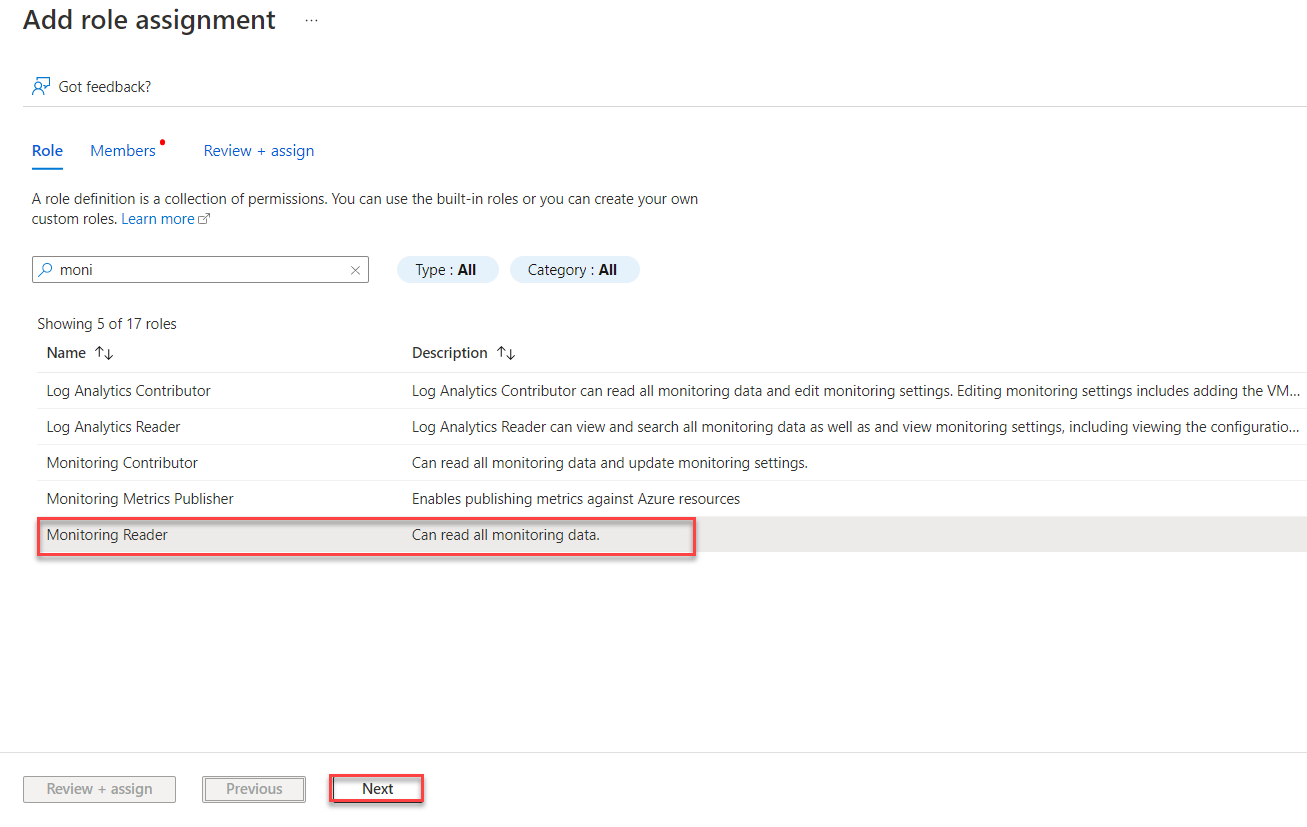 Add role assignment ...
Got feedback?
Role Members Review + assign
A role definition is a collection of permissions. You can use the built-in roles or you can create your own
custom roles. Learn more
moni Type : All Category : All
Showing 5 of 17 roles
Name Description
Log Analytics Contributor Log Analytics Contributor can read all monitoring data and edit monitoring settings. Editing monitoring settings includes adding the VM...
Log Analytics Reader Log Analytics Reader can view and search all monitoring data as well as and view monitoring settings, including viewing the configuratio...
Monitoring Contributor Can read all monitoring data and update monitoring settings.
Monitoring Metrics Publisher Enables publishing metrics against Azure resources
Monitoring Reader Can read all monitoring data.
Review + assign Previous Next